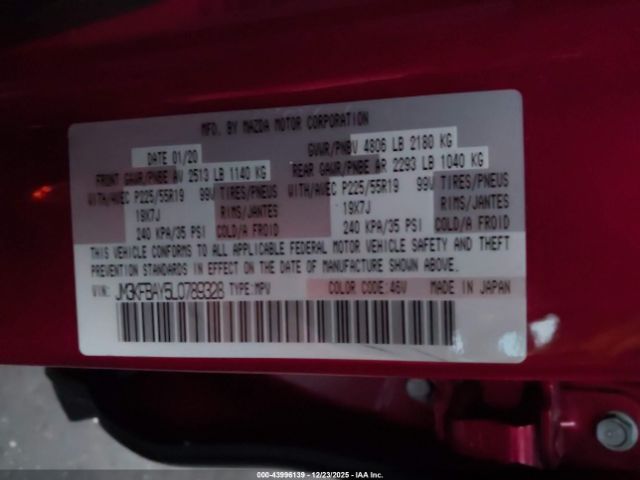 MFD. BY MAZDA MOTOR CORPORATION
DATE 01/20 GVWR/PNBV 4806 LB 2180 KG
FRONT GAWR/PNBE AV 2513 LB 1140 KG REAR GAWR/PNBE AR 2293 LB 1040 KG
WITH/AVEC P225/55R19 99V TIRES/PNEUS WITH/AVEC P225/55R19 99V TIRES/PNEUS
19X7J RIMS/JANTES 19X7J RIMS/JANTES
240 KPA/35 PSI COLD/A FROID 240 KPA/35 PSI COLD/A FROID
THIS VEHICLE CONFORMS TO ALL APPLICABLE FEDERAL MOTOR VEHICLE SAFETY AND THEFT
PREVENTION STANDARDS IN EFFECT ON THE DATE OF MANUFACTURE SHOWN ABOVE.
VIN: JM3KFBAY5L0789328 TYPE: MPV COLOR CODE: 46V MADE IN JAPAN
000-43996139 - 12/23/2025 - © IAA Inc.